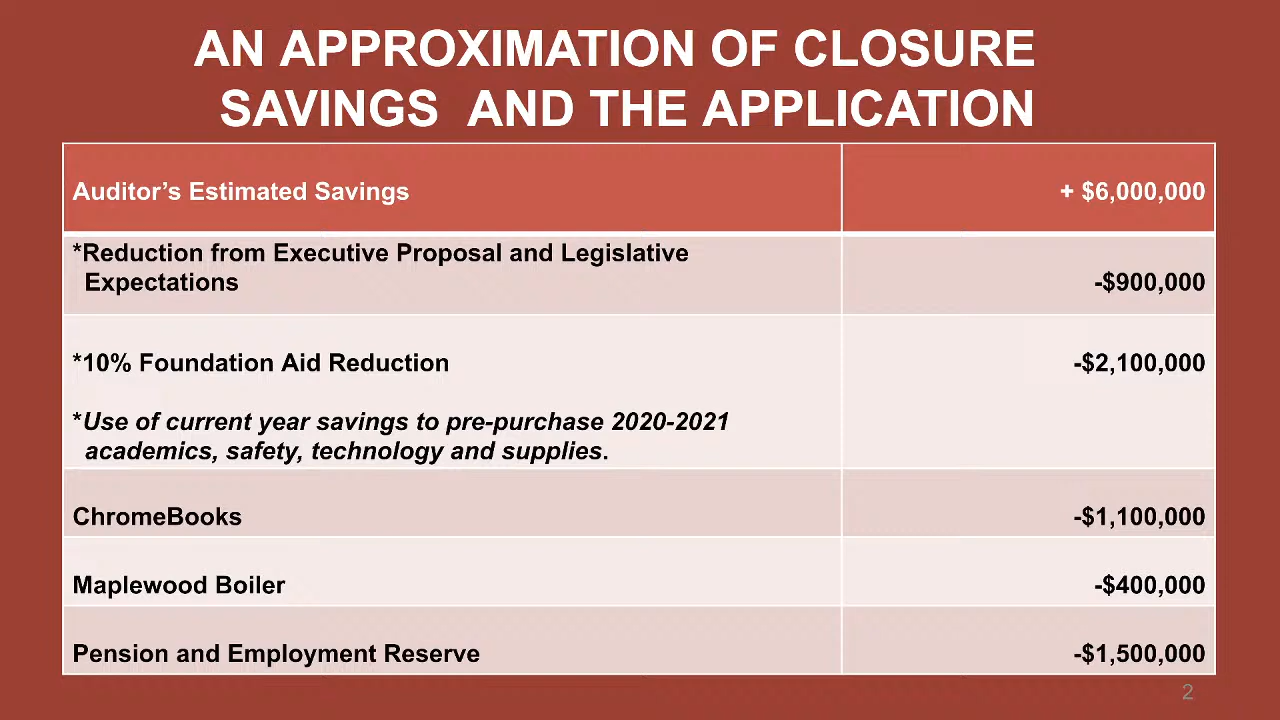 AN APPROXIMATION OF CLOSURE
SAVINGS  AND THE APPLICATION
Auditor’s Estimated Savings + $6,000,000
*Reduction from Executive Proposal and Legislative
Expectations -$900,000
*10% Foundation Aid Reduction -$2,100,000
*Use of current year savings to pre-purchase 2020-2021
academics, safety, technology and supplies.
ChromeBooks -$1,100,000
Maplewood Boiler -$400,000
Pension and Employment Reserve -$1,500,000
2